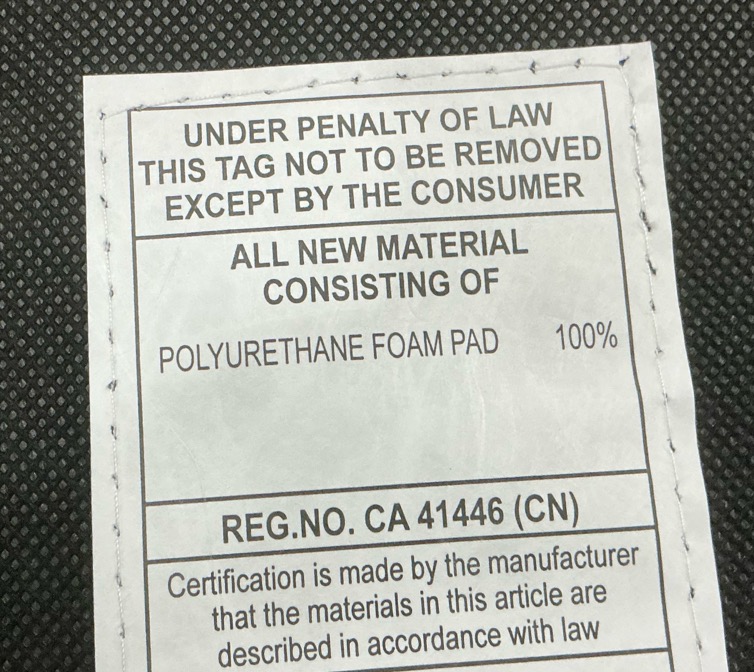 UNDER PENALTY OF LAW
THIS TAG NOT TO BE REMOVED
EXCEPT BY THE CONSUMER
ALL NEW MATERIAL
CONSISTING OF
POLYURETHANE FOAM PAD 100%
REG.NO. CA 41446 (CN)
Certification is made by the manufacturer
that the materials in this article are
described in accordance with law